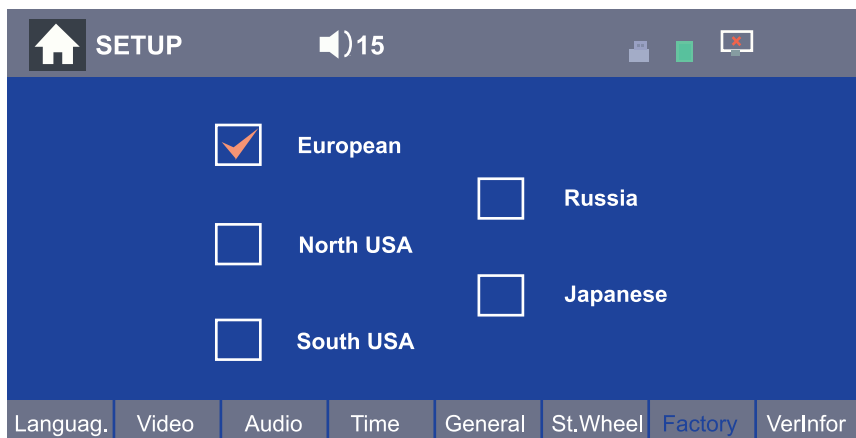 SETUP 15
European
Russia
North USA
Japanese
South USA
Languag. Video Audio Time General St.Wheel Factory VerInfor